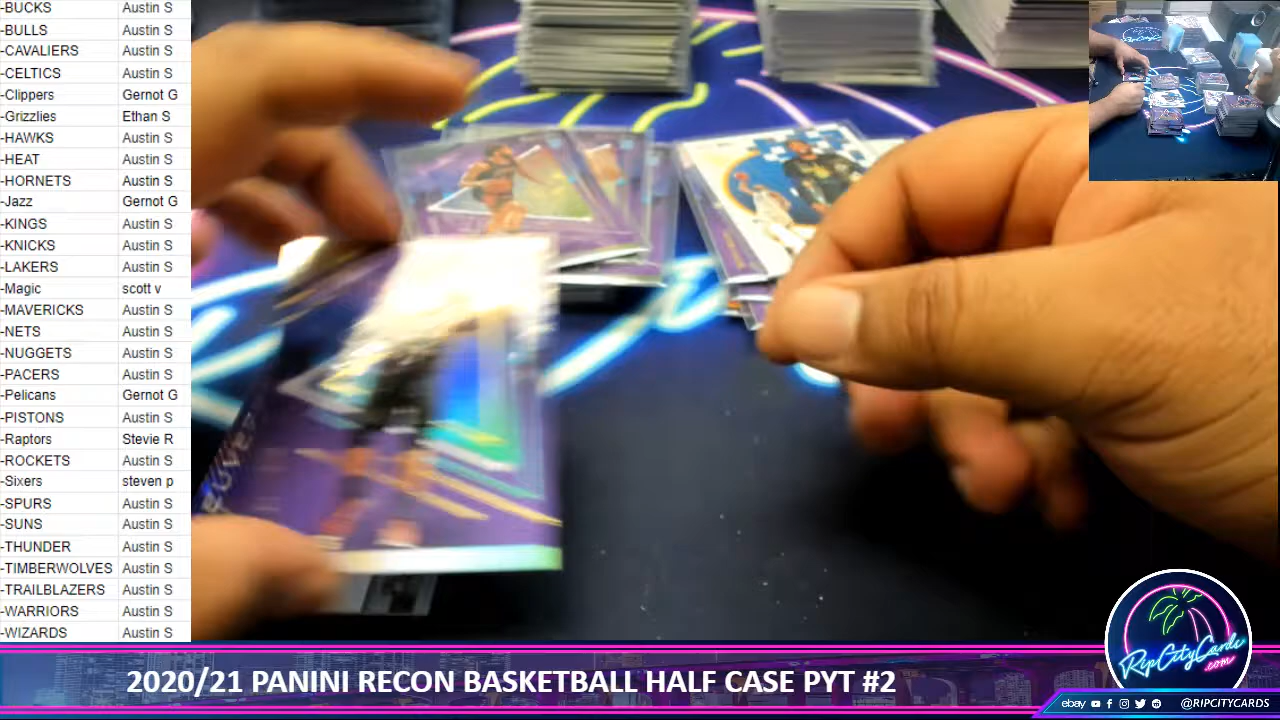 -BUCKS Austin S
-BULLS Austin S
-CAVALIERS Austin S
-CELTICS Austin S
-Clippers Gernot G
-Grizzlies Ethan S
-HAWKS Austin S
-HEAT Austin S
-HORNETS Austin S
-Jazz Gernot G
-KINGS Austin S
-KNICKS Austin S
-LAKERS Austin S
-Magic scott v
-MAVERICKS Austin S
-NETS Austin S
-NUGGETS Austin S
-PACERS Austin S
-Pelicans Gernot G
-PISTONS Austin S
-Raptors Stevie R
-ROCKETS Austin S
-Sixers steven p
-SPURS Austin S
-SUNS Austin S
-THUNDER Austin S
-TIMBERWOLVES Austin S
-TRAILBLAZERS Austin S
-WARRIORS Austin S
-WIZARDS Austin S
RipCityCards
.com
2020/21 PANINI RECON BASKETBALL HALF CASE PYT #2
ebay @RIPCITYCARDS